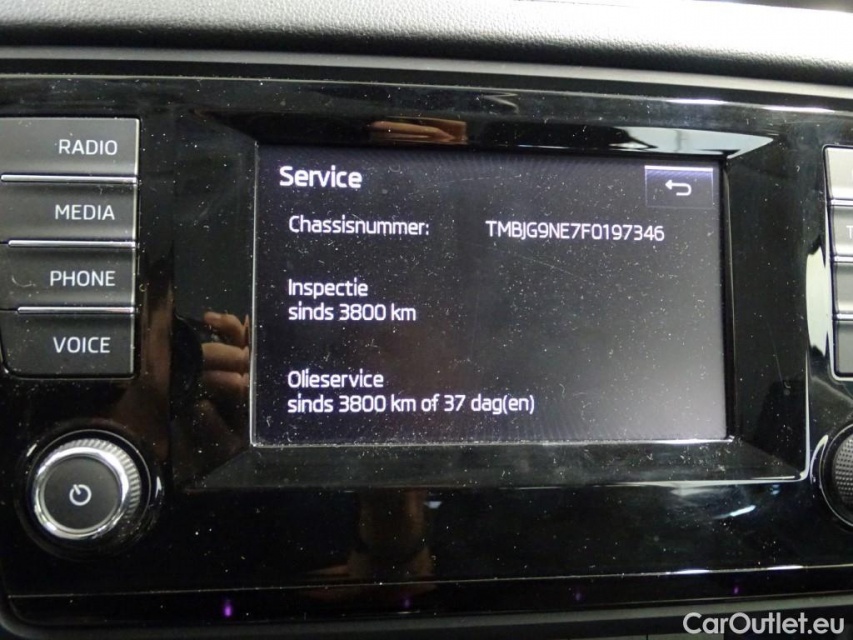 RADIO
MEDIA
PHONE
VOICE
Service
Chassisnummer: TMBJG9NE7F0197346
Inspectie
sinds 3800 km
Olieservice
sinds 3800 km of 37 dag(en)
CarOutlet.eu